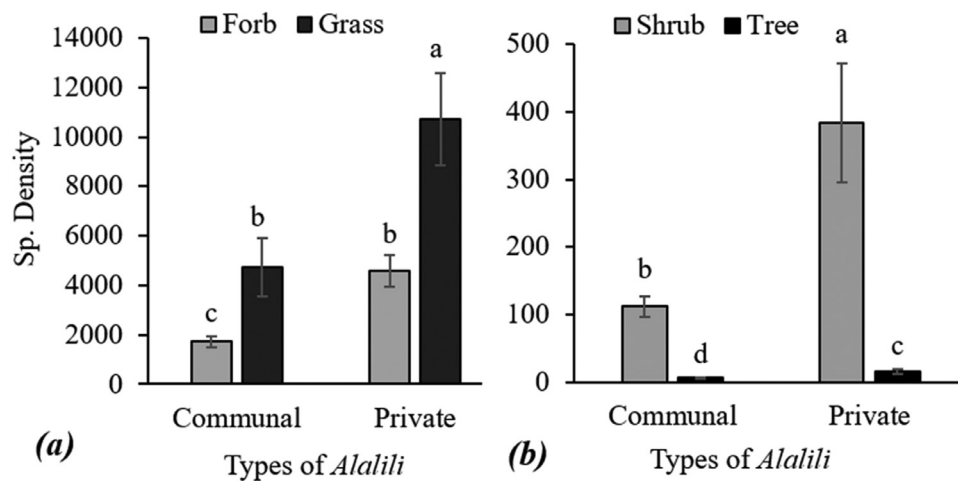 Forb Grass
14000
12000
10000
8000
6000
4000
2000
0
Sp. Density
c
b
b
a
Communal Private
(a)
Types of Alalili
Shrub Tree
500
400
300
200
100
0
b
d
a
c
Communal Private
(b)
Types of Alalili